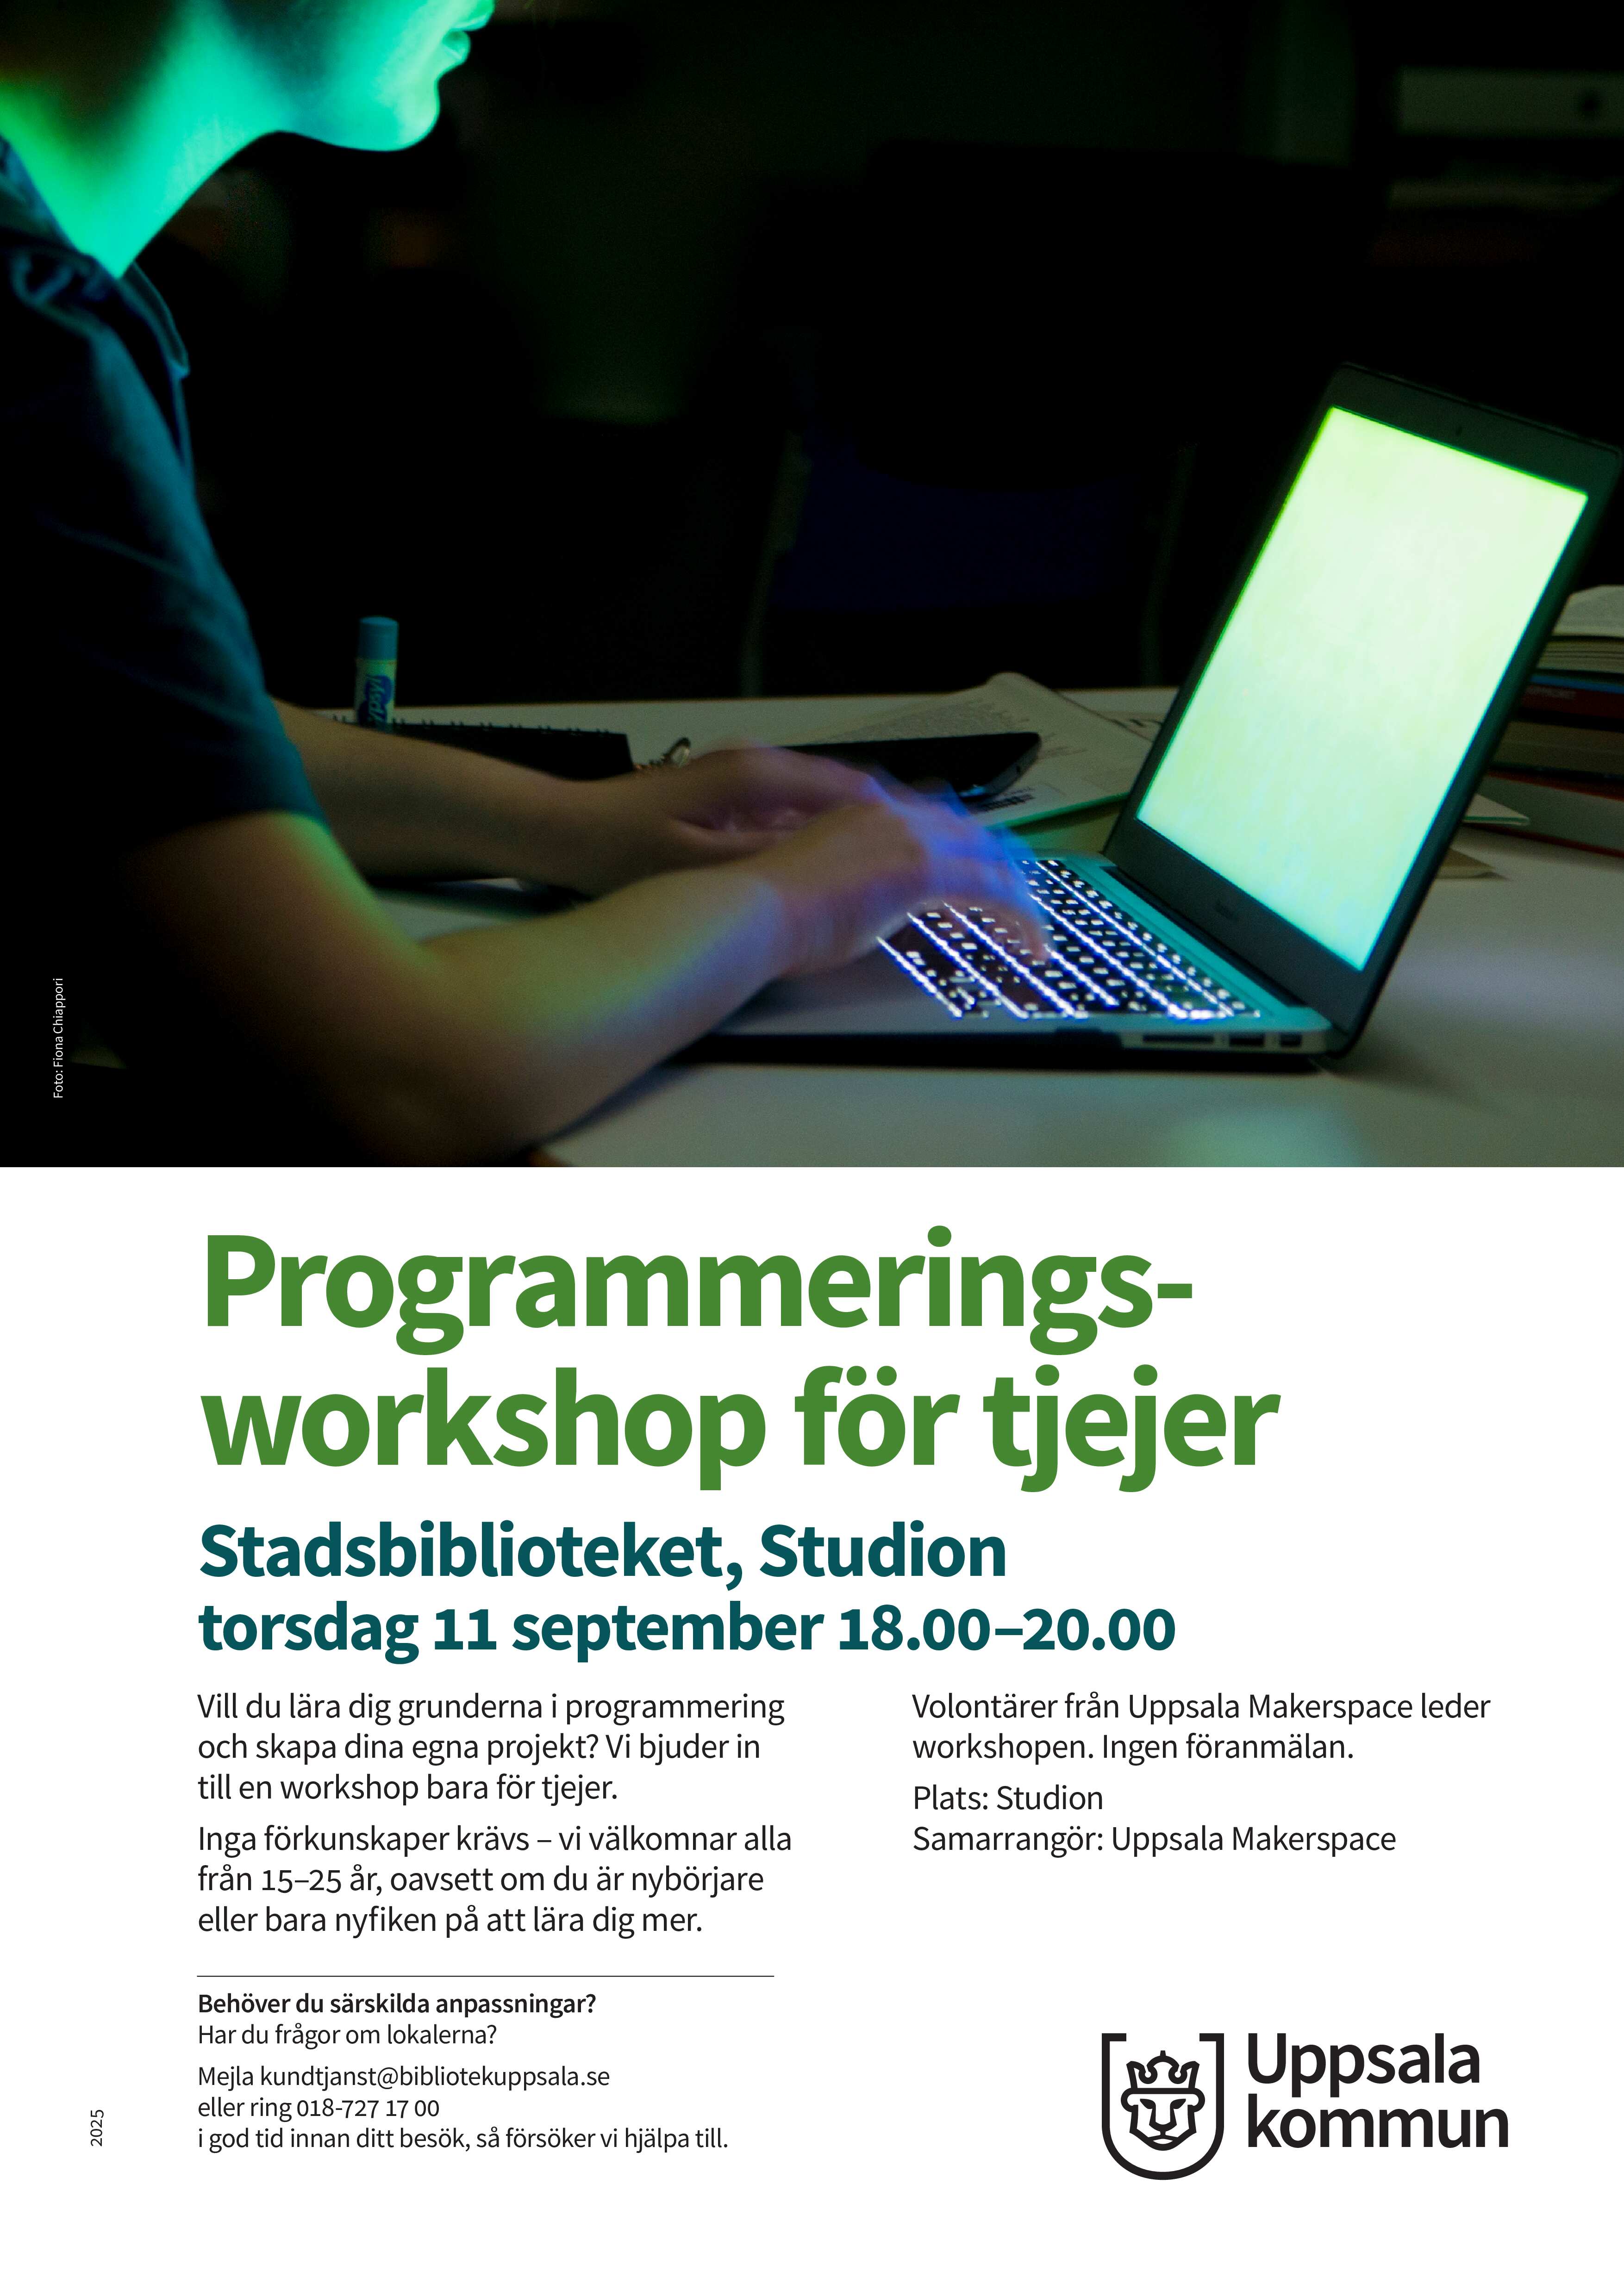 Foto: Fiona Chiappori
Programmerings-
workshop för tjejer
Stadsbiblioteket, Studion
torsdag 11 september 18.00–20.00
Vill du lära dig grunderna i programmering
och skapa dina egna projekt? Vi bjuder in
till en workshop bara för tjejer.
Inga förkunskaper krävs – vi välkomnar alla
från 15–25 år, oavsett om du är nybörjare
eller bara nyfiken på att lära dig mer.
Volontärer från Uppsala Makerspace leder
workshopen. Ingen föranmälan.
Plats: Studion
Samarrangör: Uppsala Makerspace
Behöver du särskilda anpassningar?
Har du frågor om lokalerna?
Mejla kundtjanst@bibliotekuppsala.se
eller ring 018-727 17 00
i god tid innan ditt besök, så försöker vi hjälpa till.
2025
Uppsala
kommun